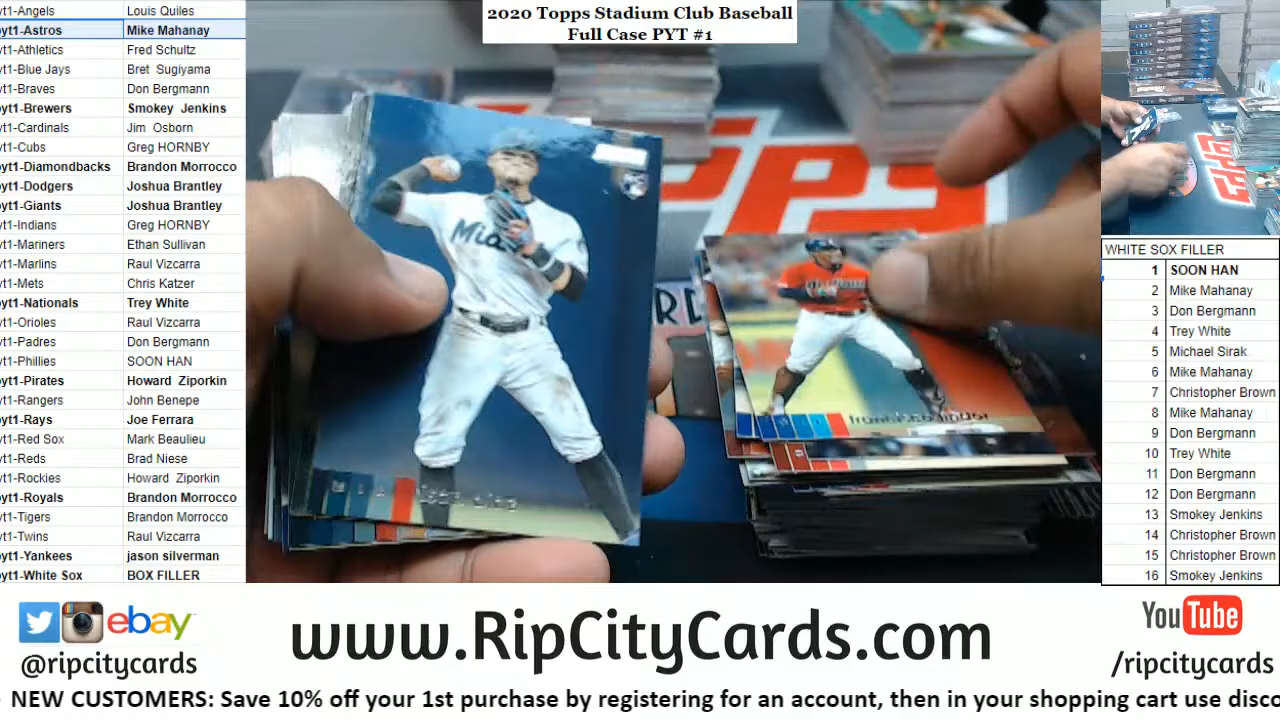 2020 Topps Stadium Club Baseball
Full Case PYT #1
yt1-Angels Louis Quiles
yt1-Astros Mike Mahanay
yt1-Athletics Fred Schultz
yt1-Blue Jays Bret Sugiyama
yt1-Braves Don Bergmann
yt1-Brewers Smokey Jenkins
yt1-Cardinals Jim Osborn
yt1-Cubs Greg HORNBY
yt1-Diamondbacks Brandon Morrocco
yt1-Dodgers Joshua Brantley
yt1-Giants Joshua Brantley
yt1-Indians Greg HORNBY
yt1-Mariners Ethan Sullivan
yt1-Marlins Raul Vizcarra
yt1-Mets Chris Katzer
yt1-Nationals Trey White
yt1-Orioles Raul Vizcarra
yt1-Padres Don Bergmann
yt1-Phillies SOON HAN
yt1-Pirates Howard Ziporkin
yt1-Rangers John Benepe
yt1-Rays Joe Ferrara
yt1-Red Sox Mark Beaulieu
yt1-Reds Brad Niese
yt1-Rockies Howard Ziporkin
yt1-Royals Brandon Morrocco
yt1-Tigers Brandon Morrocco
yt1-Twins Raul Vizcarra
yt1-Yankees jason silverman
yt1-White Sox BOX FILLER
Mia
francisco lindor
WHITE SOX FILLER
1 SOON HAN
2 Mike Mahanay
3 Don Bergmann
4 Trey White
5 Michael Sirak
6 Mike Mahanay
7 Christopher Brown
8 Mike Mahanay
9 Don Bergmann
10 Trey White
11 Don Bergmann
12 Don Bergmann
13 Smokey Jenkins
14 Christopher Brown
15 Christopher Brown
16 Smokey Jenkins
ebay
@ripcitycards
www.RipCityCards.com
YouTube
/ripcitycards
NEW CUSTOMERS: Save 10% off your 1st purchase by registering for an account, then in your shopping cart use disco